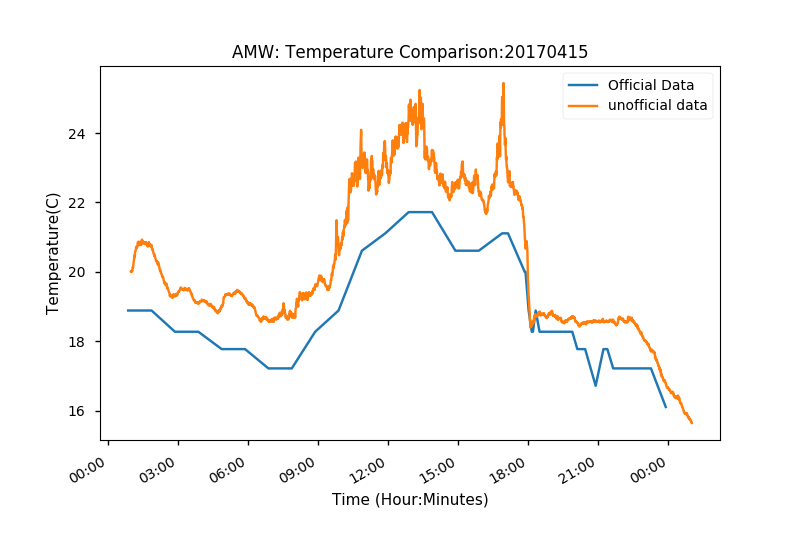 AMW: Temperature Comparison:20170415
Official Data
unofficial data
Temperature(C)
24
22
20
18
16
00:00 03:00 06:00 09:00 12:00 15:00 18:00 21:00 00:00
Time (Hour:Minutes)